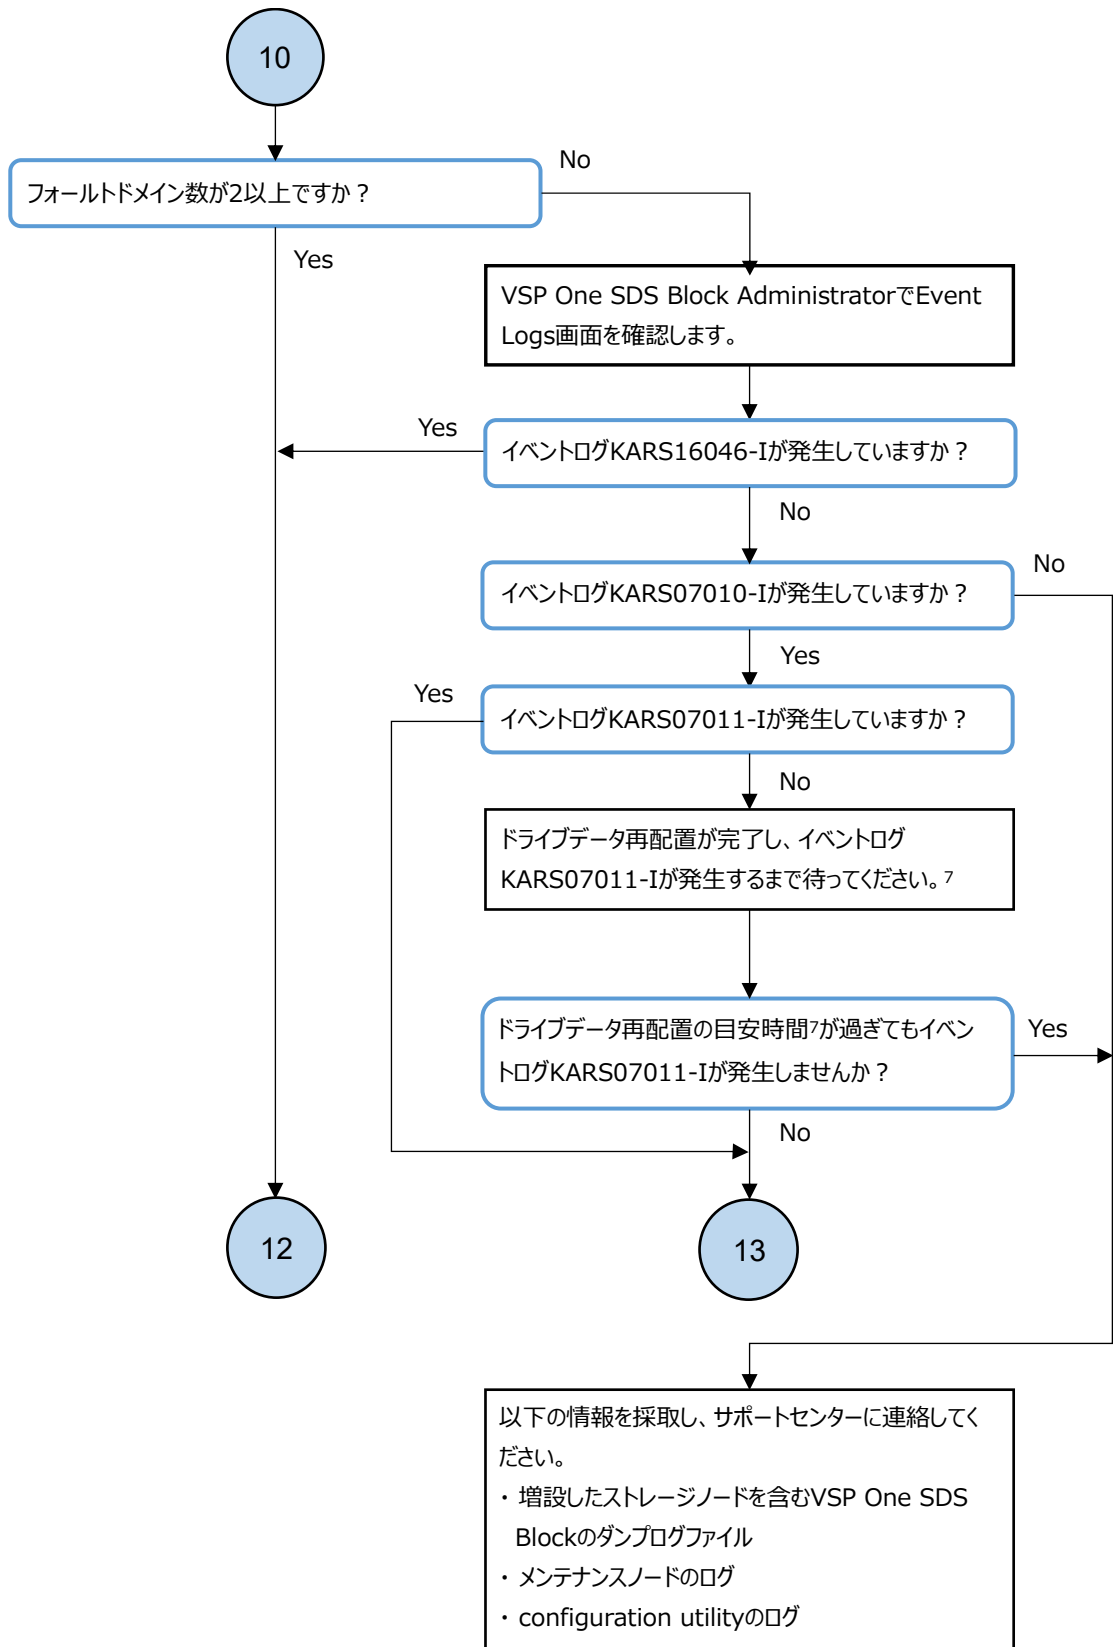 10
フォールトドメイン数が2以上ですか？
No
Yes
VSP One SDS Block AdministratorでEvent
Logs画面を確認します。
Yes
イベントログKARS16046-Iが発生していますか？
No
No
イベントログKARS07010-Iが発生していますか？
Yes
Yes
イベントログKARS07011-Iが発生していますか？
No
ドライブデータ再配置が完了し、イベントログ
KARS07011-Iが発生するまで待ってください。7
ドライブデータ再配置の目安時間7が過ぎてもイベン
トログKARS07011-Iが発生しませんか？
Yes
No
12
13
以下の情報を採取し、サポートセンターに連絡してく
ださい。
・ 増設したストレージノードを含むVSP One SDS
Blockのダンプログファイル
・ メンテナンスノードのログ
・ configuration utilityのログ